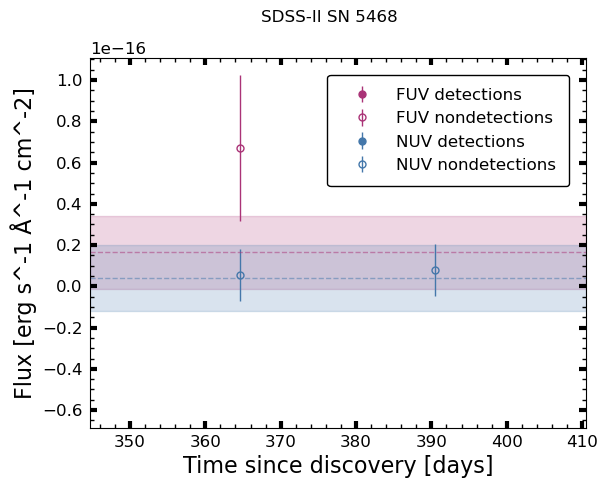 SDSS-II SN 5468
1e−16
FUV detections
FUV nondetections
NUV detections
NUV nondetections
1.0
0.8
0.6
0.4
0.2
0.0
−0.2
−0.4
−0.6
Flux [erg s^-1 Å^-1 cm^-2]
350 360 370 380 390 400 410
Time since discovery [days]